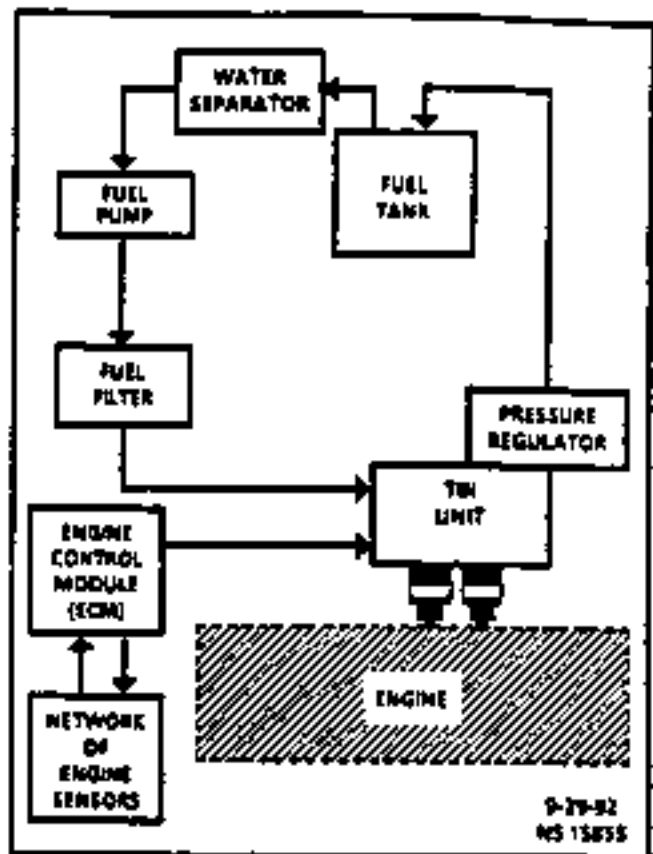 WATER
SEPARATOR
FUEL
TANK
FUEL
PUMP
FUEL
FILTER
PRESSURE
REGULATOR
TBI
UNIT
ENGINE
CONTROL
MODULE
(ECM)
ENGINE
NETWORK
OF
ENGINE
SENSORS
9-29-92